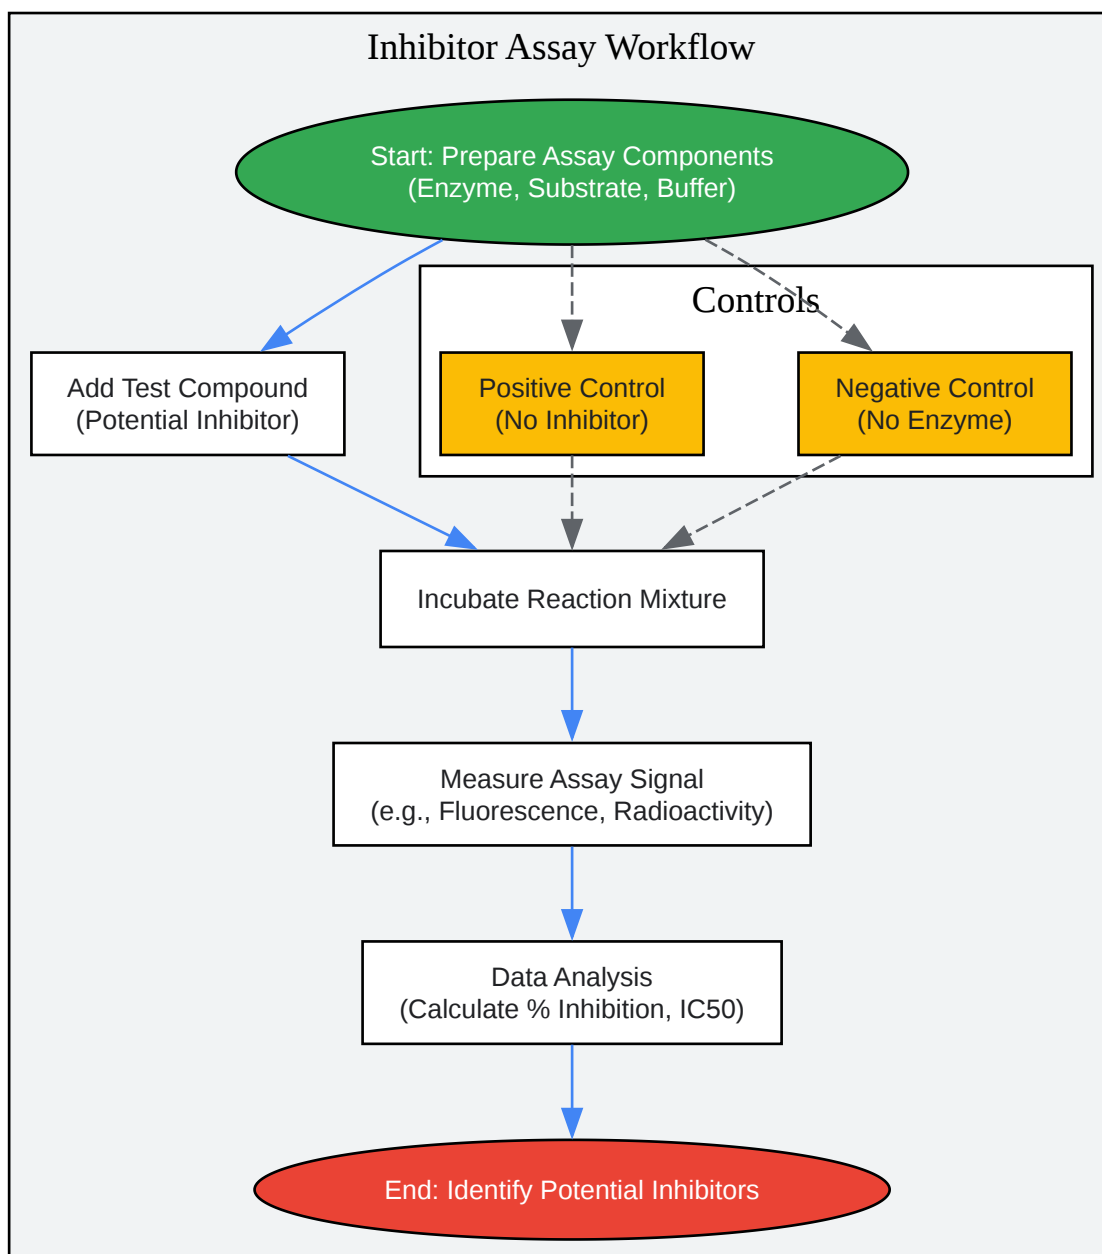 Inhibitor Assay Workflow
Start: Prepare Assay Components
(Enzyme, Substrate, Buffer)
Controls
Add Test Compound
(Potential Inhibitor)
Positive Control
(No Inhibitor)
Negative Control
(No Enzyme)
Incubate Reaction Mixture
Measure Assay Signal
(e.g., Fluorescence, Radioactivity)
Data Analysis
(Calculate % Inhibition, IC50)
End: Identify Potential Inhibitors